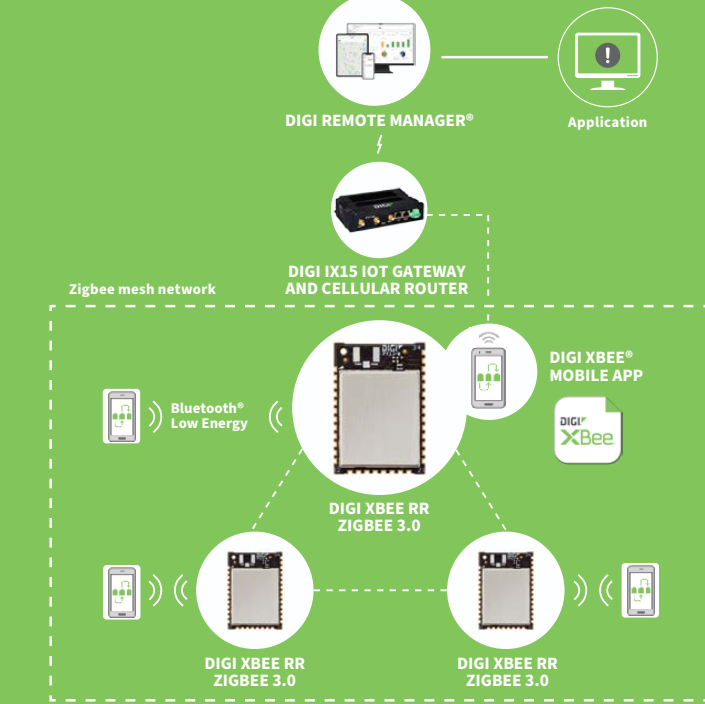 DIGI REMOTE MANAGER®
Application
DIGI
DIGI IX15 IOT GATEWAY
AND CELLULAR ROUTER
Zigbee mesh network
DIGI
DIGI XBEE®
MOBILE APP
Bluetooth®
Low Energy
DIGI
XBee
DIGI XBEE RR
ZIGBEE 3.0
DIGI XBEE RR
ZIGBEE 3.0
DIGI XBEE RR
ZIGBEE 3.0